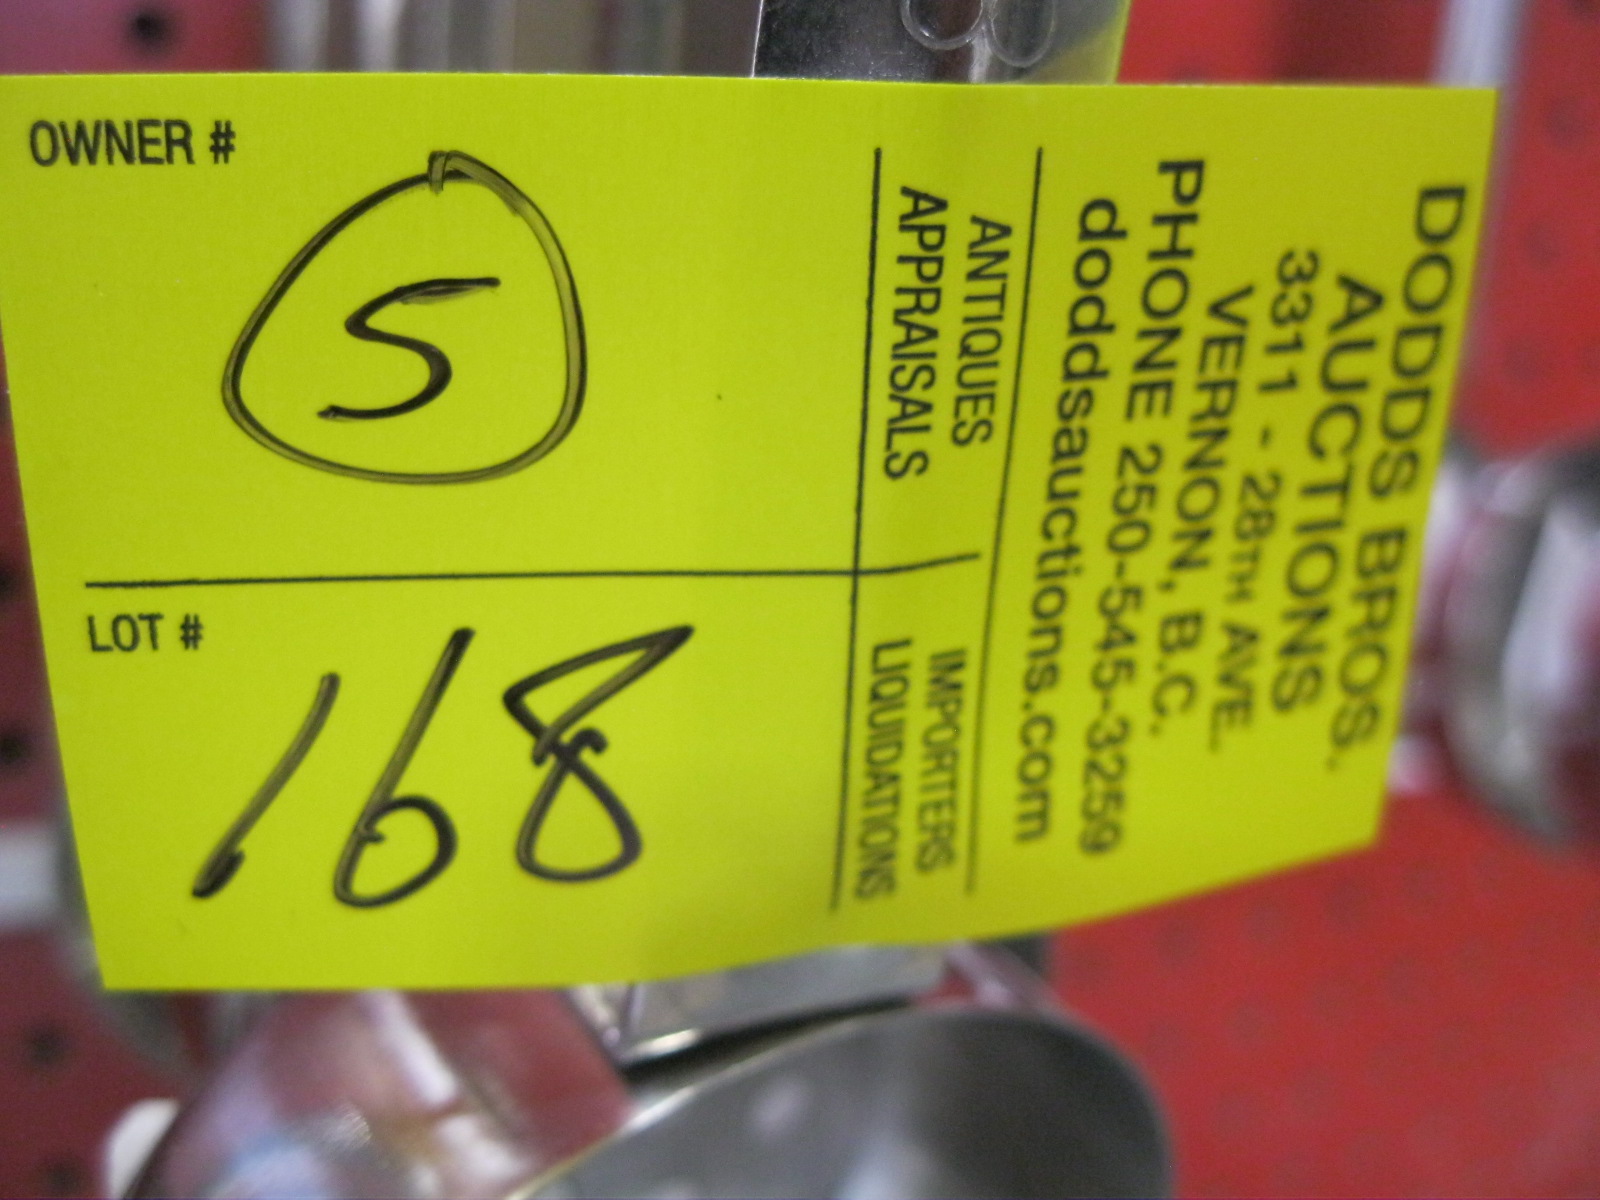 OWNER #
S
LOT #
168
DODDS BROS.
AUCTIONS
3311 - 28TH AVE.
VERNON, B.C.
PHONE 250-545-3259
doddsauctions.com
ANTIQUES
APPRAISALS
IMPORTERS
LIQUIDATIONS